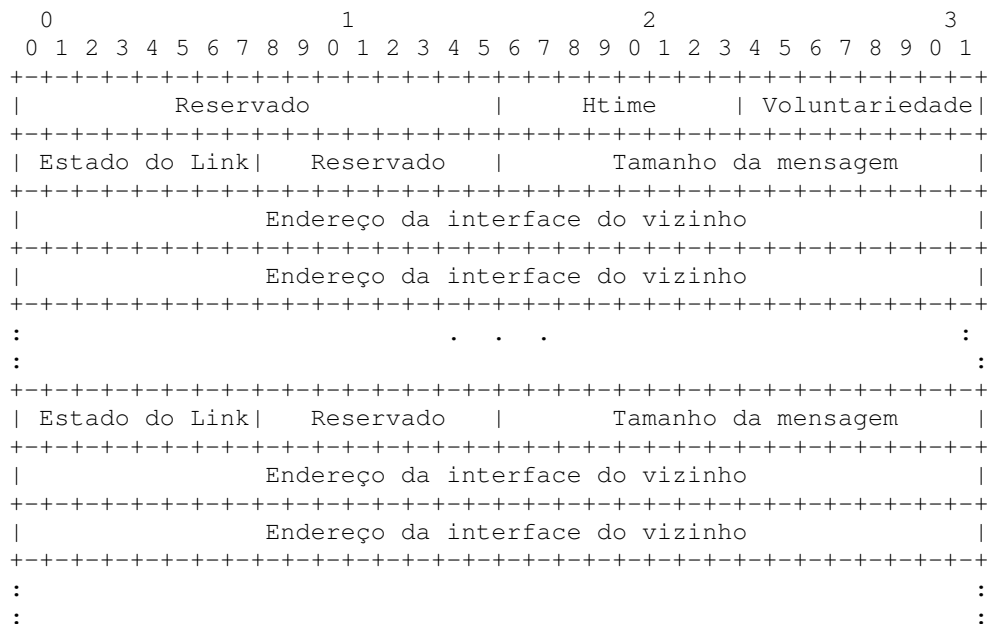 0 1 2 3
0 1 2 3 4 5 6 7 8 9 0 1 2 3 4 5 6 7 8 9 0 1 2 3 4 5 6 7 8 9 0 1
+-+-+-+-+-+-+-+-+-+-+-+-+-+-+-+-+-+-+-+-+-+-+-+-+-+-+-+-+-+-+-+-+
| Reservado | Htime | Voluntariedade|
+-+-+-+-+-+-+-+-+-+-+-+-+-+-+-+-+-+-+-+-+-+-+-+-+-+-+-+-+-+-+-+-+
| Estado do Link| Reservado | Tamanho da mensagem |
+-+-+-+-+-+-+-+-+-+-+-+-+-+-+-+-+-+-+-+-+-+-+-+-+-+-+-+-+-+-+-+-+
| Endereço da interface do vizinho |
+-+-+-+-+-+-+-+-+-+-+-+-+-+-+-+-+-+-+-+-+-+-+-+-+-+-+-+-+-+-+-+-+
| Endereço da interface do vizinho |
+-+-+-+-+-+-+-+-+-+-+-+-+-+-+-+-+-+-+-+-+-+-+-+-+-+-+-+-+-+-+-+-+
: . . . :
: :
+-+-+-+-+-+-+-+-+-+-+-+-+-+-+-+-+-+-+-+-+-+-+-+-+-+-+-+-+-+-+-+-+
| Estado do Link| Reservado | Tamanho da mensagem |
+-+-+-+-+-+-+-+-+-+-+-+-+-+-+-+-+-+-+-+-+-+-+-+-+-+-+-+-+-+-+-+-+
| Endereço da interface do vizinho |
+-+-+-+-+-+-+-+-+-+-+-+-+-+-+-+-+-+-+-+-+-+-+-+-+-+-+-+-+-+-+-+-+
| Endereço da interface do vizinho |
+-+-+-+-+-+-+-+-+-+-+-+-+-+-+-+-+-+-+-+-+-+-+-+-+-+-+-+-+-+-+-+-+
: :
: :